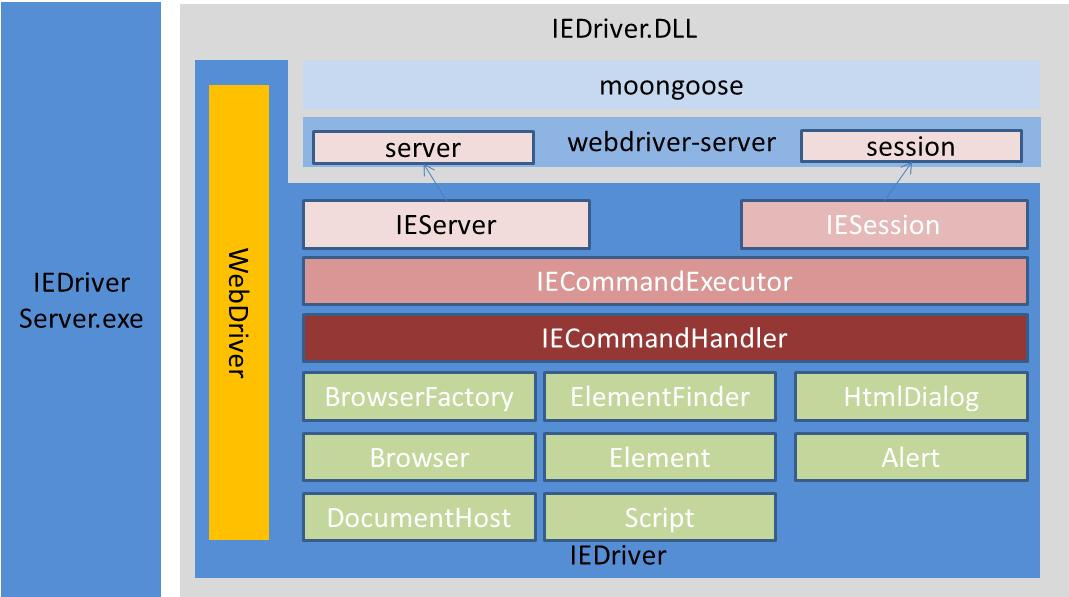 IEDriver
Server.exe
IEDriver.DLL
WebDriver
moongoose
server
webdriver-server
session
IEServer
IESession
IECommandExecutor
IECommandHandler
BrowserFactory
ElementFinder
HtmlDialog
Browser
Element
Alert
DocumentHost
Script
IEDriver